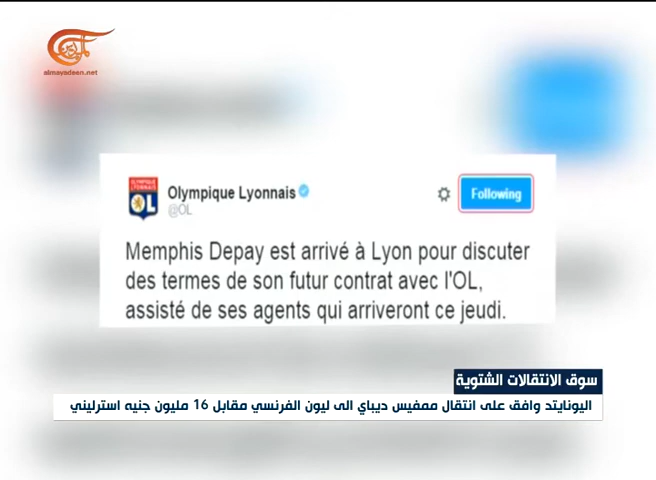 almayadeen.net
OLYMPIQUE
LYONNAIS
OL
Olympique Lyonnais
@OL
Following
Memphis Depay est arrivé à Lyon pour discuter
des termes de son futur contrat avec l'OL,
assisté de ses agents qui arriveront ce jeudi.
سوق الانتقالات الشتوية
اليونايتد وافق على انتقال ممفيس ديباي الى ليون الفرنسي مقابل 16 مليون جنيه استرليني